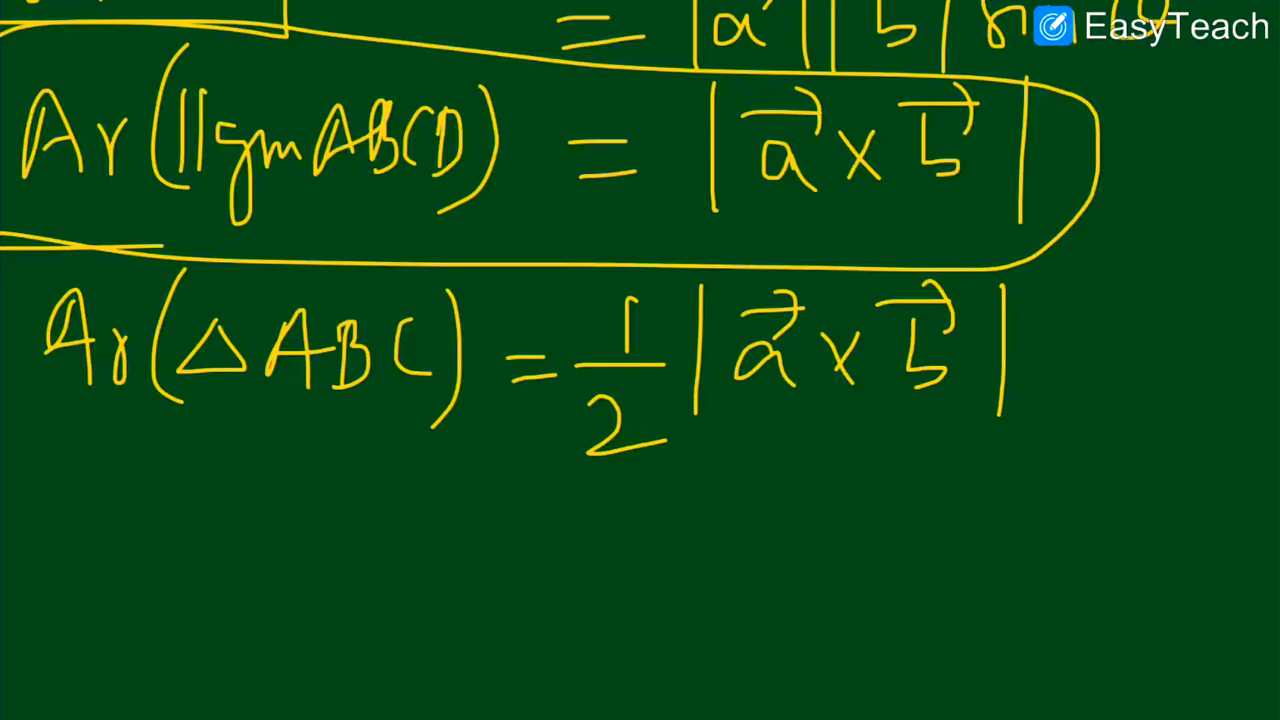 EasyTeach
= |a⃗||b⃗|
Ar(||gm ABCD) = |a⃗ × b⃗|
Ar(△ABC) = 1/2 |a⃗ × b⃗|